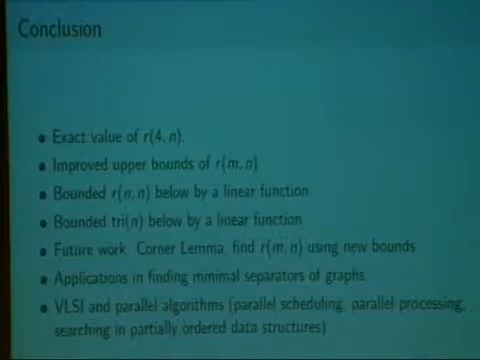 Conclusion
• Exact value of r(4, n).
• Improved upper bounds of r(m, n)
• Bounded r(n, n) below by a linear function
• Bounded tri(n) below by a linear function
• Future work: Corner Lemma, find r(m, n) using new bounds
• Applications in finding minimal separators of graphs
• VLSI and parallel algorithms (parallel scheduling, parallel processing,
searching in partially ordered data structures)